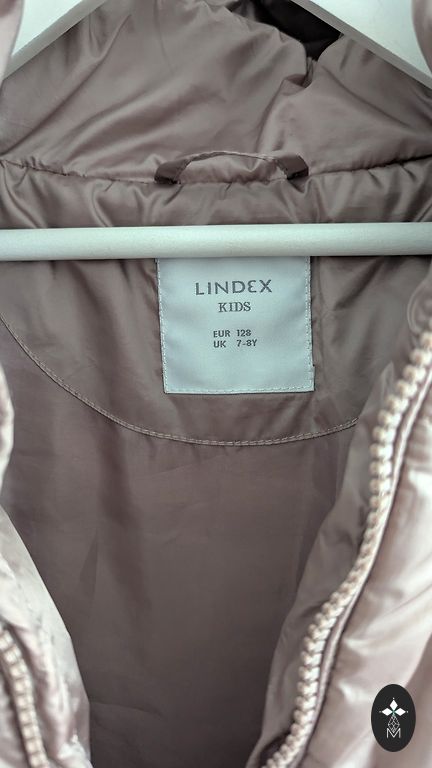 LINDEX
KIDS
EUR 128
UK 7-8Y
M